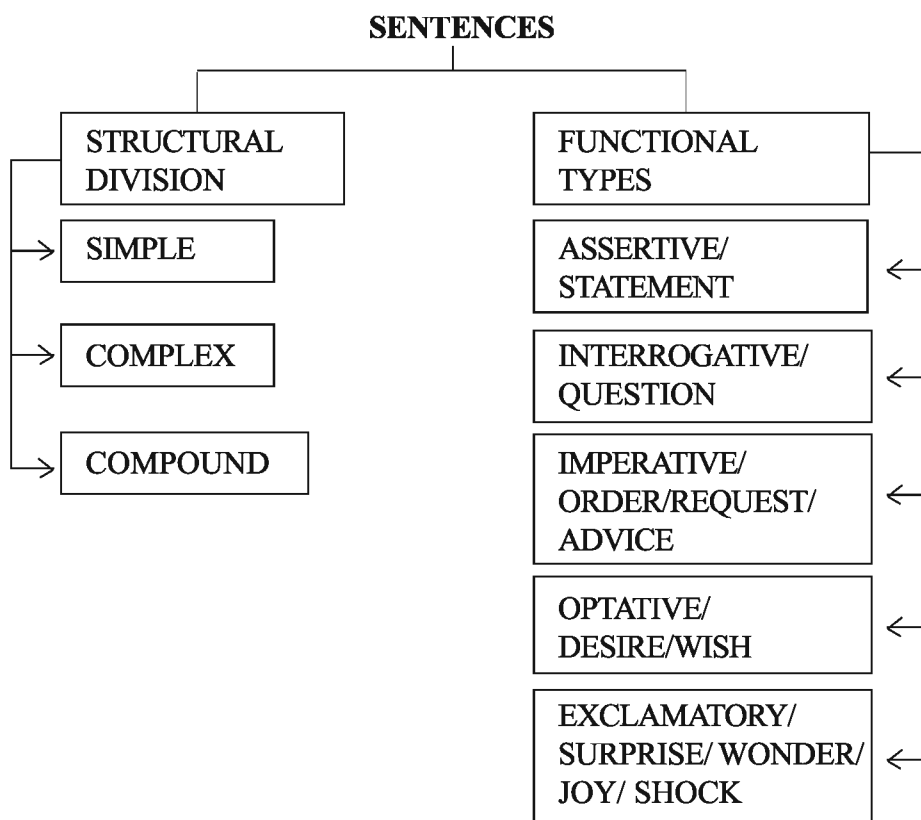 SENTENCES
STRUCTURAL
DIVISION
SIMPLE
COMPLEX
COMPOUND
FUNCTIONAL
TYPES
ASSERTIVE/
STATEMENT
INTERROGATIVE/
QUESTION
IMPERATIVE/
ORDER/REQUEST/
ADVICE
OPTATIVE/
DESIRE/WISH
EXCLAMATORY/
SURPRISE/ WONDER/
JOY/ SHOCK